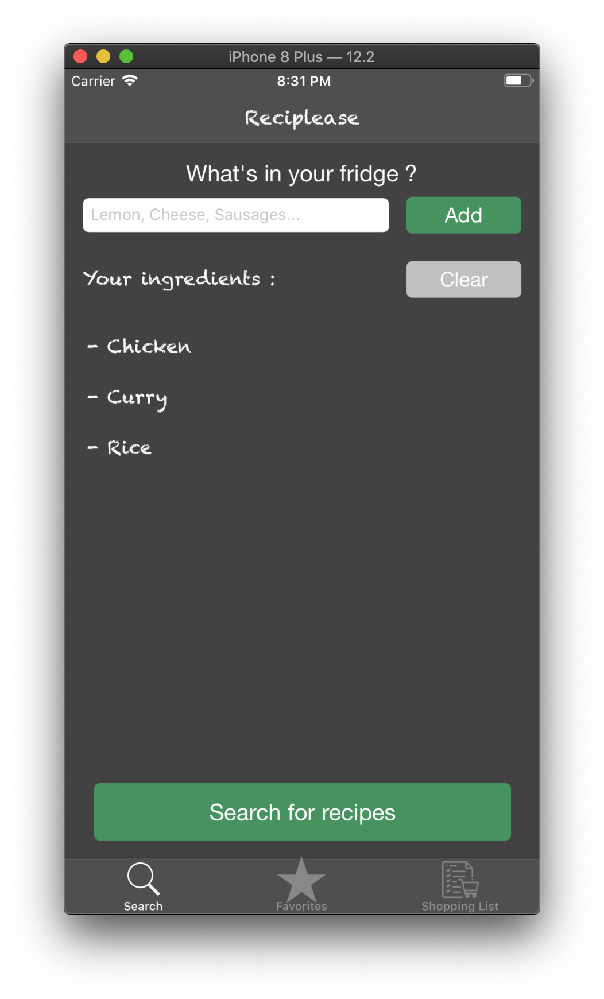 iPhone 8 Plus — 12.2
Carrier 8:31 PM
Reciplease
What's in your fridge ?
Lemon, Cheese, Sausages... Add
Your ingredients : Clear
- Chicken
- Curry
- Rice
Search for recipes
Search Favorites Shopping List